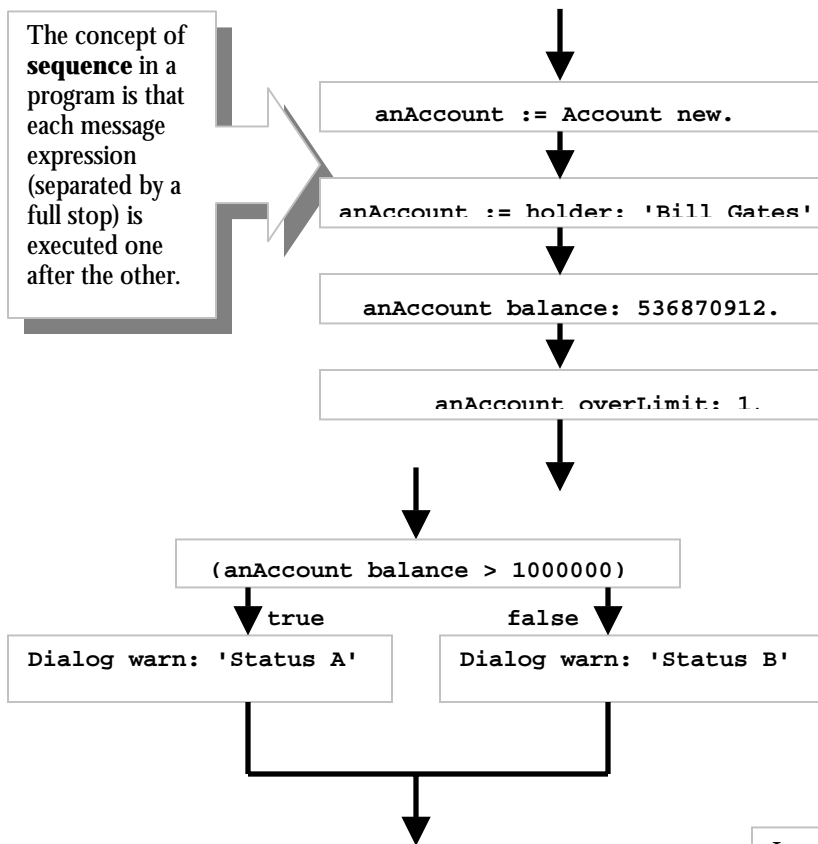 The concept of
sequence in a
program is that
each message
expression
(separated by a
full stop) is
executed one
after the other.
anAccount := Account new.
anAccount := holder: 'Bill Gates'
anAccount balance: 536870912.
anAccount overLimit: 1.
(anAccount balance > 1000000)
true false
Dialog warn: 'Status A' Dialog warn: 'Status B'